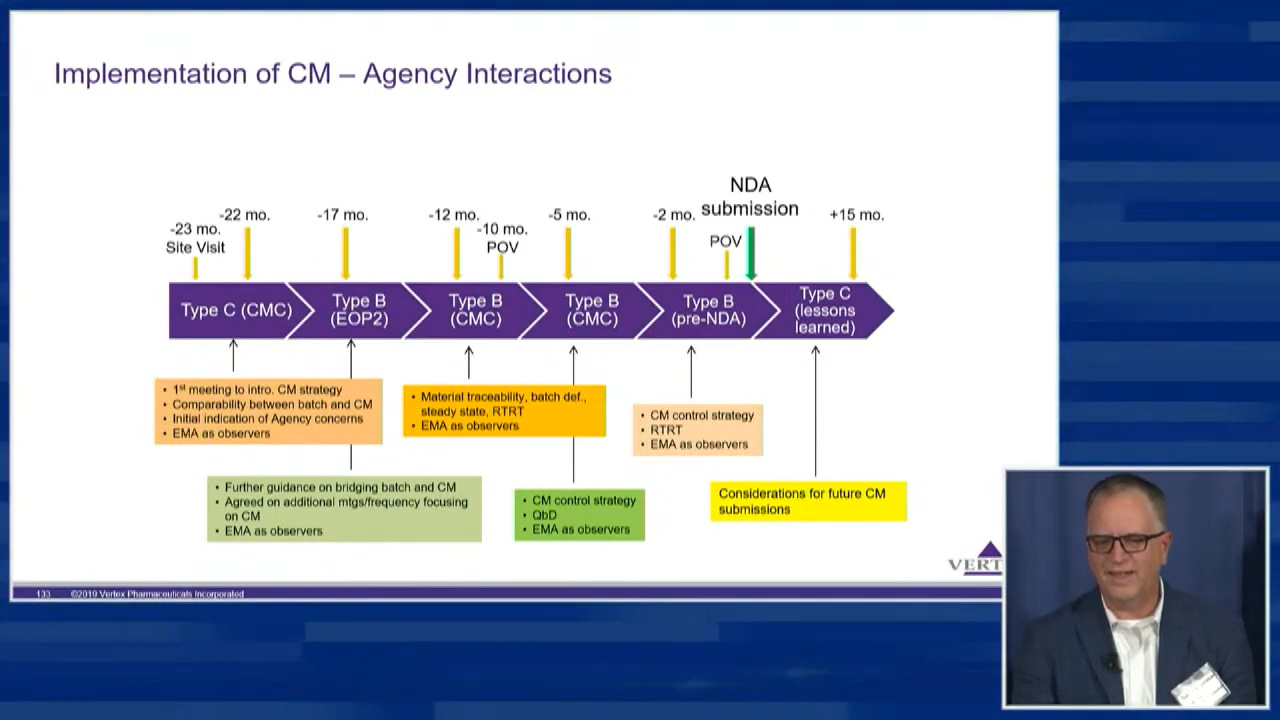 Implementation of CM – Agency Interactions
NDA
submission
-23 mo.
Site Visit
-22 mo.
-17 mo.
-12 mo.
-10 mo.
POV
-5 mo.
-2 mo.
POV
+15 mo.
Type C (CMC)
Type B
(EOP2)
Type B
(CMC)
Type B
(CMC)
Type B
(pre-NDA)
Type C
(lessons
learned)
• 1st meeting to intro. CM strategy
• Comparability between batch and CM
• Initial indication of Agency concerns
• EMA as observers
• Material traceability, batch def.,
steady state, RTRT
• EMA as observers
• CM control strategy
• RTRT
• EMA as observers
• Further guidance on bridging batch and CM
• Agreed on additional mtgs/frequency focusing
on CM
• EMA as observers
• CM control strategy
• QbD
• EMA as observers
Considerations for future CM
submissions
VERT
133 ©2019 Vertex Pharmaceuticals Incorporated